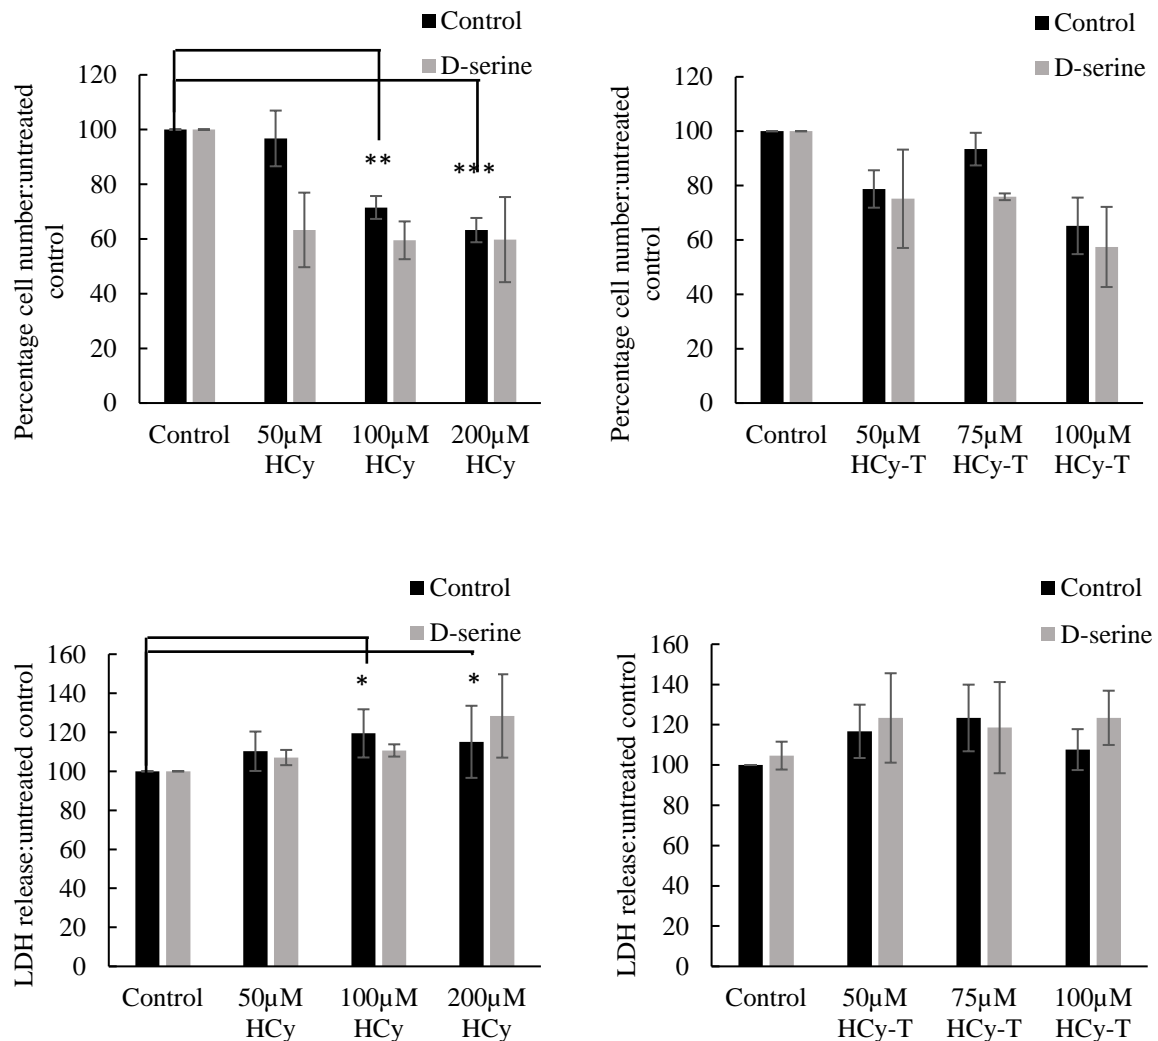 Control
D-serine
Percentage cell number:untreated
control
120
100
80
60
40
20
0
**
***
Control
50µM
HCy
100µM
HCy
200µM
HCy
Control
D-serine
Percentage cell number:untreated
control
120
100
80
60
40
20
0
Control
50µM
HCy-T
75µM
HCy-T
100µM
HCy-T
Control
D-serine
LDH release:untreated control
160
140
120
100
80
60
40
20
0
*
*
Control
50µM
HCy
100µM
HCy
200µM
HCy
Control
D-serine
LDH release:untreated control
160
140
120
100
80
60
40
20
0
Control
50µM
HCy-T
75µM
HCy-T
100µM
HCy-T